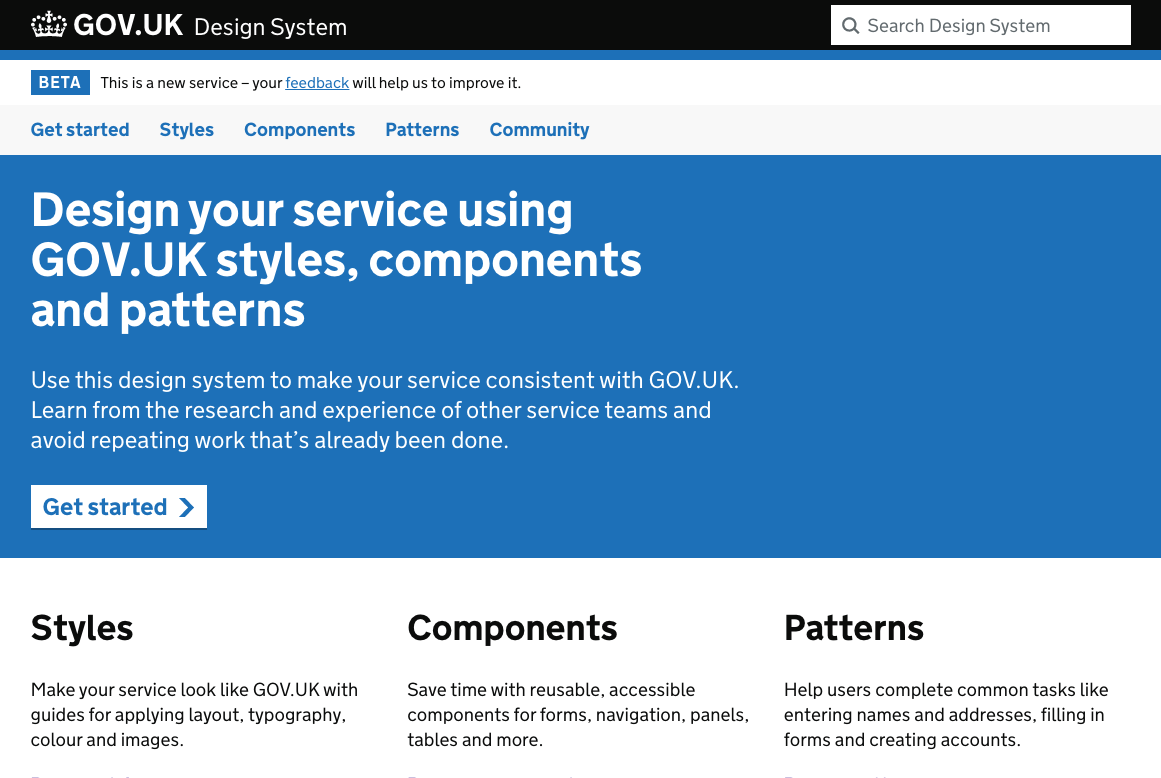 GOV.UK Design System
Search Design System
BETA This is a new service – your feedback will help us to improve it.
Get started Styles Components Patterns Community
Design your service using
GOV.UK styles, components
and patterns
Use this design system to make your service consistent with GOV.UK.
Learn from the research and experience of other service teams and
avoid repeating work that’s already been done.
Get started
Styles
Make your service look like GOV.UK with
guides for applying layout, typography,
colour and images.
Components
Save time with reusable, accessible
components for forms, navigation, panels,
tables and more.
Patterns
Help users complete common tasks like
entering names and addresses, filling in
forms and creating accounts.